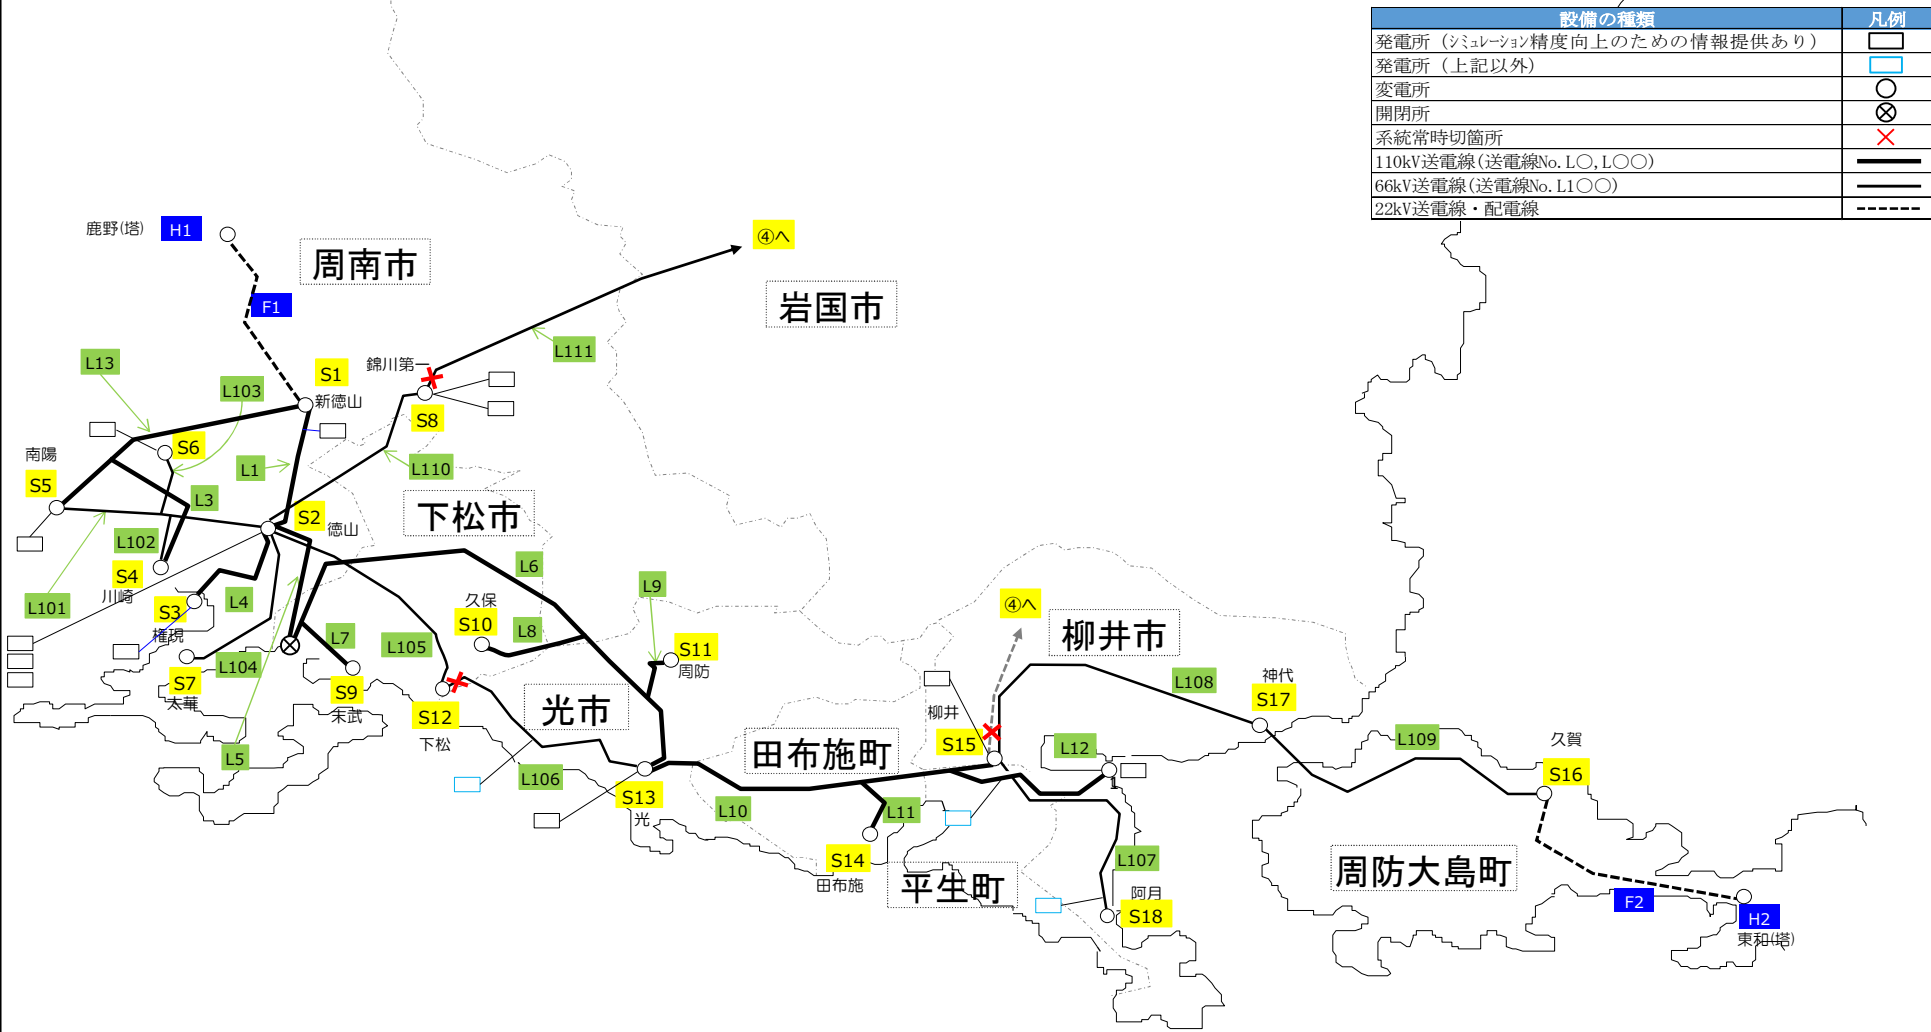 設備の種類 凡例
発電所（シミュレーション精度向上のための情報提供あり）
発電所（上記以外）
変電所
開閉所
系統常時切箇所
110kV送電線(送電線No.L○,L○○)
66kV送電線(送電線No.L1○○)
22kV送電線・配電線
鹿野(塔) H1
周南市
④へ
F1
岩国市
L13
L103
S1
新徳山
錦川第一
L111
S8
S6
南陽
S5
L1
L110
L3
下松市
S2
徳山
L102
S4
川崎
L101
L4
S3
権現
L6
L9
久保
S10
L8
L7
L105
S11
周防
④へ
柳井市
L104
S7
太華
S9
末武
S12
下松
光市
L5
L106
田布施町
柳井
S15
L12
L108
神代
S17
L109
久賀
S16
S13
光
L10
L11
S14
田布施
平生町
L107
阿月
S18
周防大島町
F2
H2
東和(塔)